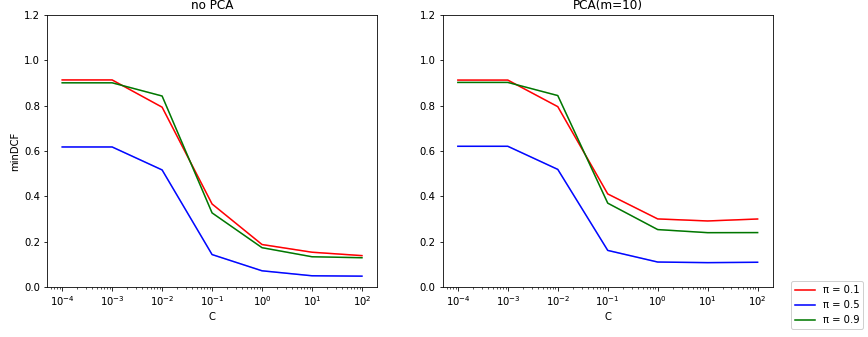 no PCA
minDCF
1.2
1.0
0.8
0.6
0.4
0.2
0.0
10⁻⁴ 10⁻³ 10⁻² 10⁻¹ 10⁰ 10¹ 10²
C
PCA(m=10)
1.2
1.0
0.8
0.6
0.4
0.2
0.0
10⁻⁴ 10⁻³ 10⁻² 10⁻¹ 10⁰ 10¹ 10²
C
π = 0.1
π = 0.5
π = 0.9